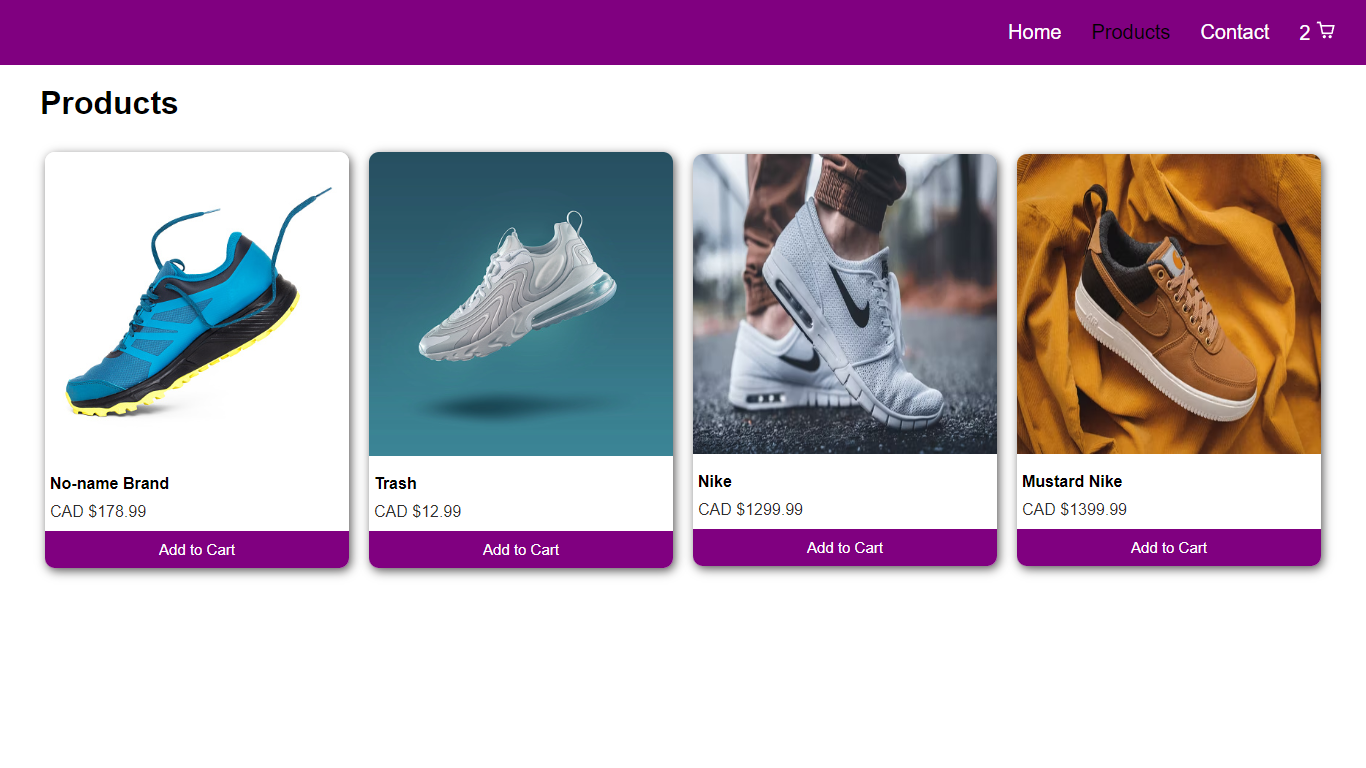 Home Products Contact 2
Products
No-name Brand
CAD $178.99
Add to Cart
Trash
CAD $12.99
Add to Cart
Nike
CAD $1299.99
Add to Cart
Mustard Nike
CAD $1399.99
Add to Cart